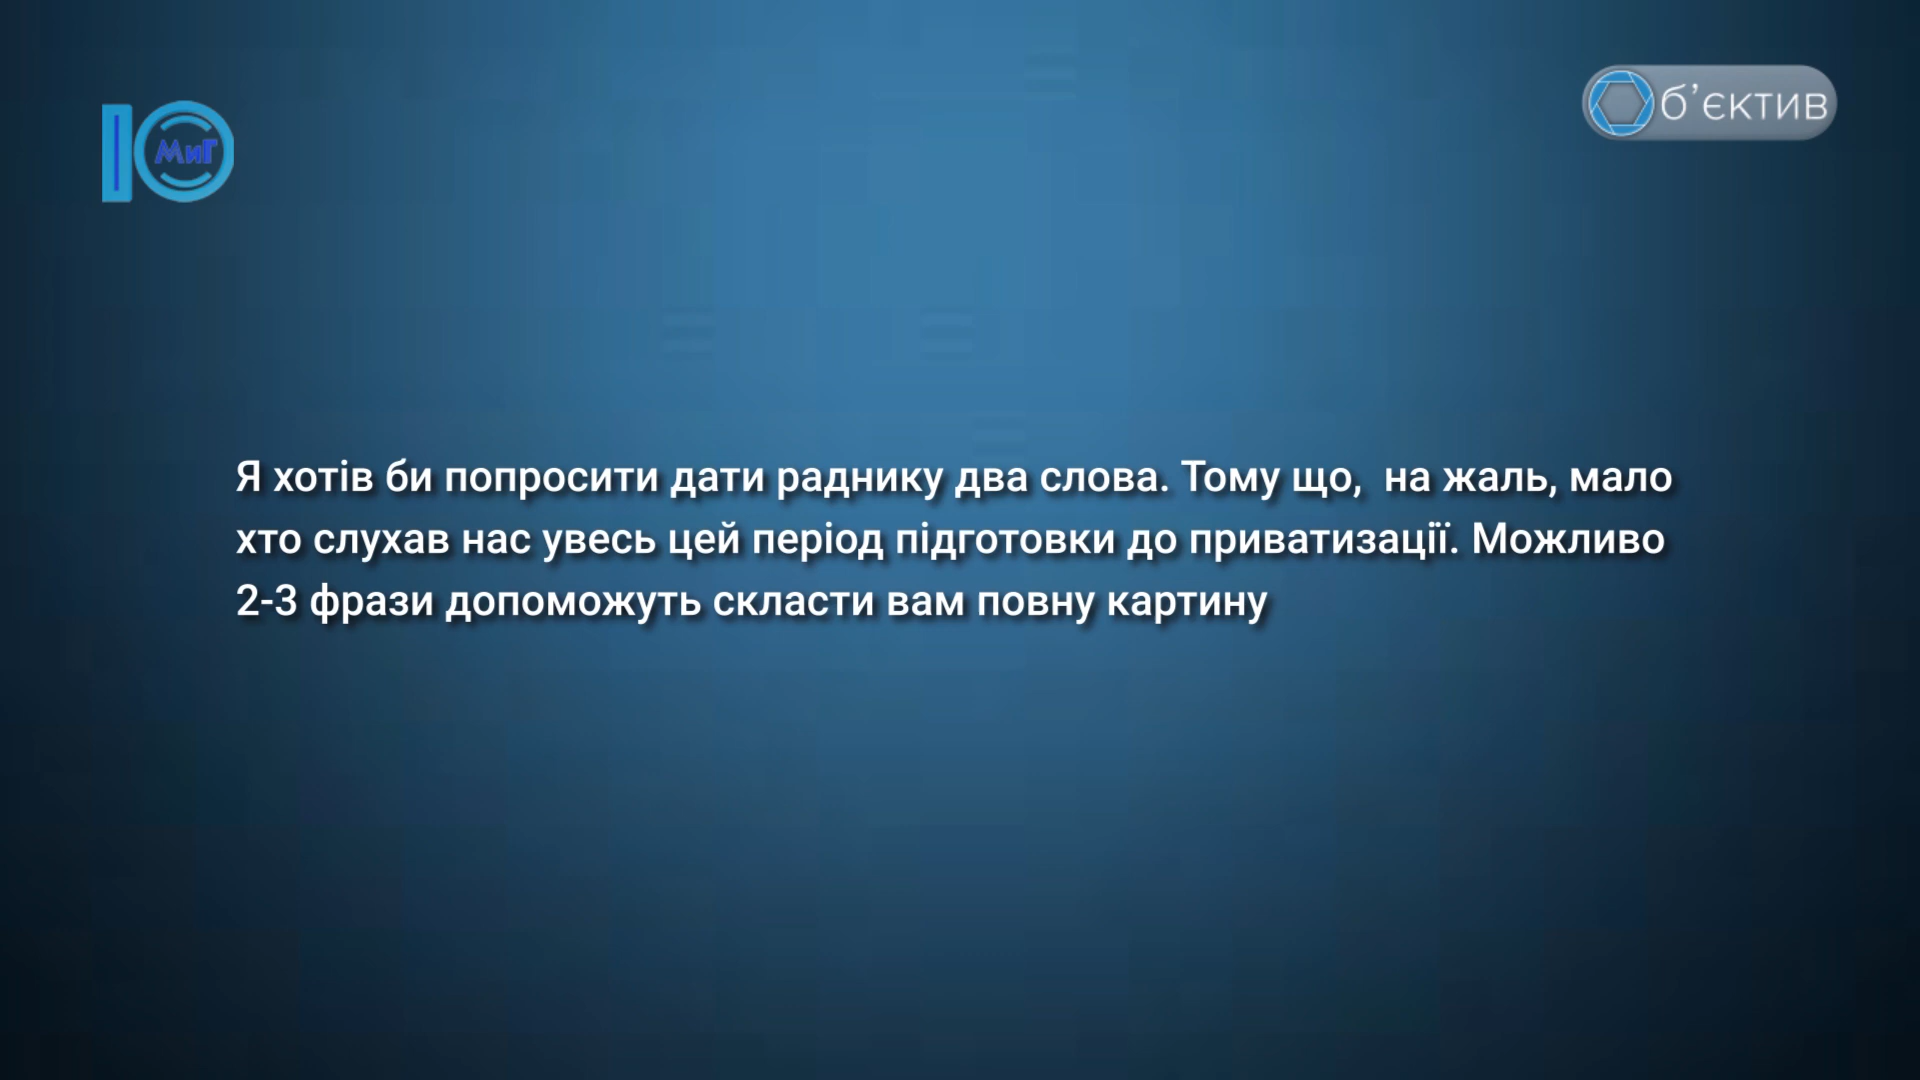 МиГ
Об'єктив
Я хотів би попросити дати раднику два слова. Тому що,  на жаль, мало
хто слухав нас увесь цей період підготовки до приватизації. Можливо
2-3 фрази допоможуть скласти вам повну картину